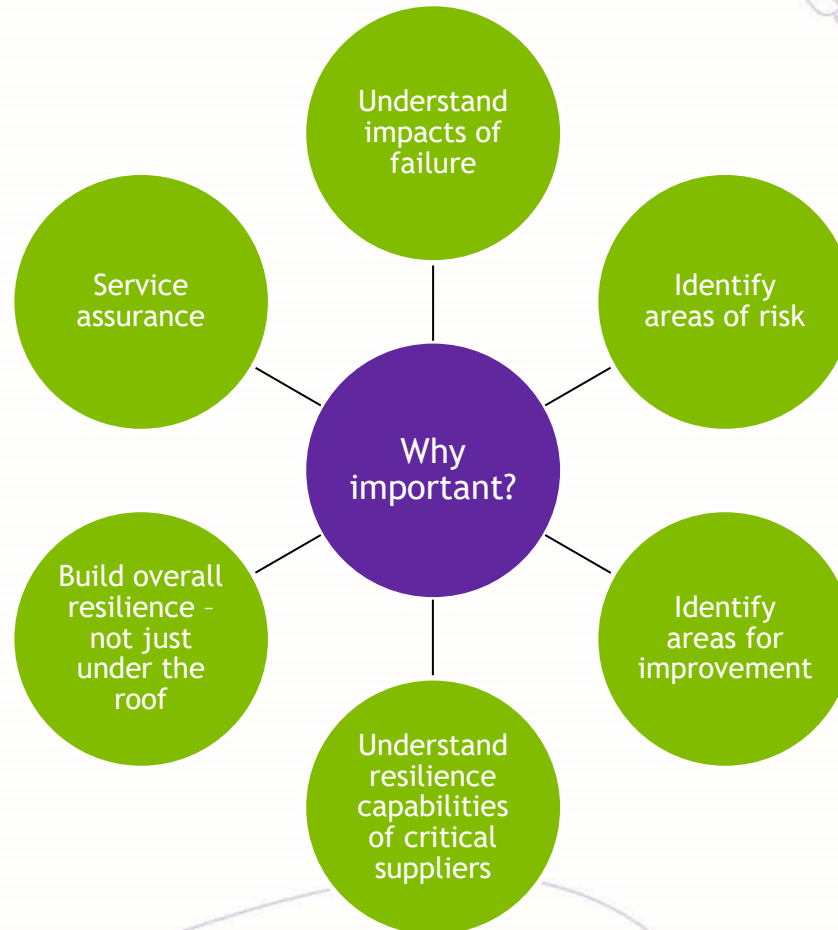 Understand
impacts of
failure
Service
assurance
Identify
areas of risk
Why
important?
Build overall
resilience –
not just
under the
roof
Identify
areas for
improvement
Understand
resilience
capabilities
of critical
suppliers